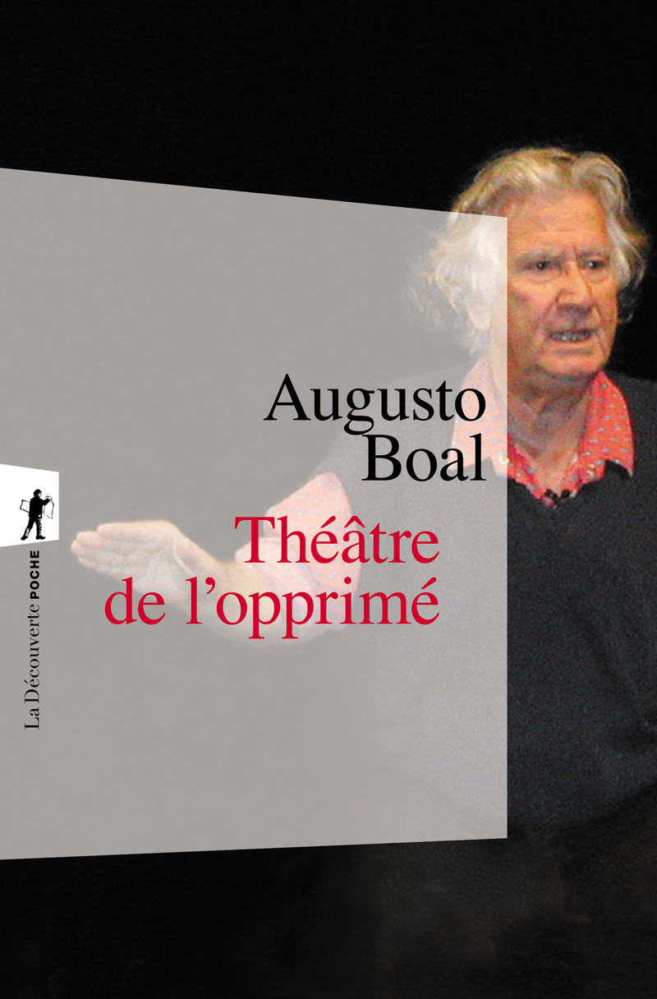 Augusto
Boal
Théâtre
de l’opprimé
La Découverte POCHE